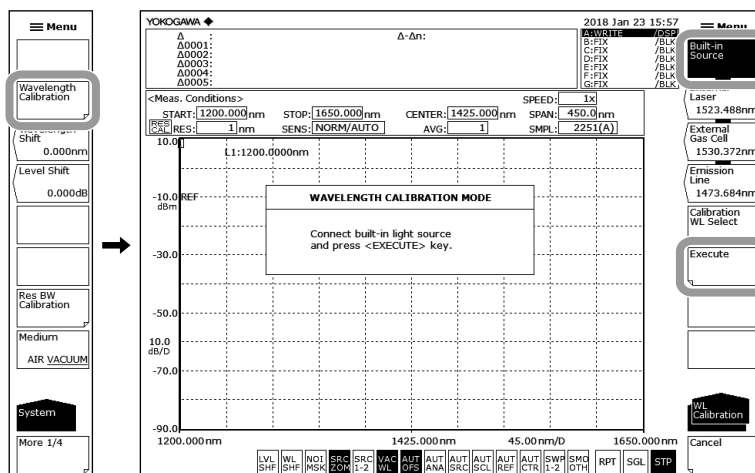 Menu
Wavelength
Calibration
Shift
0.000nm
Level Shift
0.000dB
Res BW
Calibration
Medium
AIR VACUUM
System
More 1/4
YOKOGAWA
2018 Jan 23 15:57
Δ :
Δ0001:
Δ0002:
Δ0003:
Δ0004:
Δ0005:
Δ-Δn:
A:WRITE /DSP
B:FIX /BLK
C:FIX /BLK
D:FIX /BLK
E:FIX /BLK
F:FIX /BLK
G:FIX /BLK
<Meas. Conditions>
SPEED: 1x
START: 1200.000 nm STOP: 1650.000 nm CENTER: 1425.000 nm SPAN: 450.0 nm
RES CAL RES: 1 nm SENS: NORM/AUTO AVG: 1 SMPL: 2251(A)
10.0
L1:1200.0000nm
-10.0 REF
dBm
WAVELENGTH CALIBRATION MODE
Connect built-in light source
and press <EXECUTE> key.
-30.0
-50.0
10.0
dB/D
-70.0
-90.0
1200.000nm 1425.000nm 45.00nm/D 1650.000nm
LVL SHF WL SHF NOI MSK SRC ZOM SRC 1-2 VAC WL AUT OFS AUT ANA AUT SRC AUT SCL AUT REF AUT CTR SWP 1-2 SMO OTH RPT SGL STP
Menu
Built-in
Source
Laser
1523.488nm
External
Gas Cell
1530.372nm
Emission
Line
1473.684nm
Calibration
WL Select
Execute
WL
Calibration
Cancel